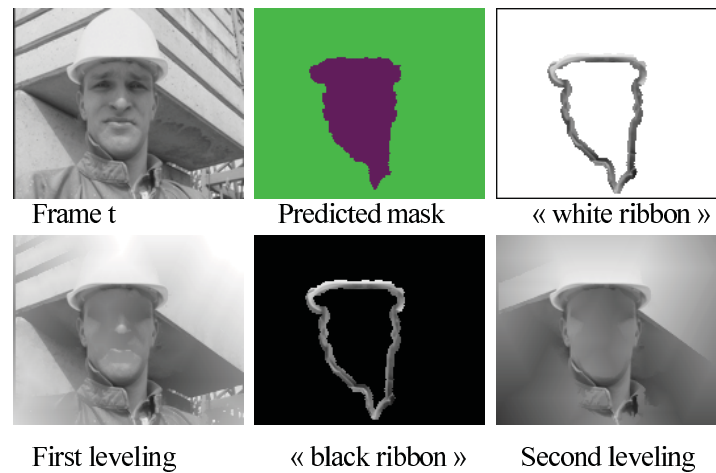 Frame t
Predicted mask
« white ribbon »
First leveling
« black ribbon »
Second leveling